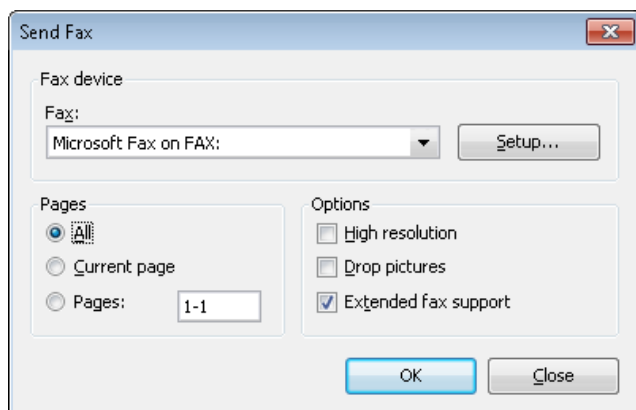 Send Fax
Fax device
Fax:
Microsoft Fax on FAX:
Setup...
Pages
All
Current page
Pages: 1-1
Options
High resolution
Drop pictures
Extended fax support
OK
Close